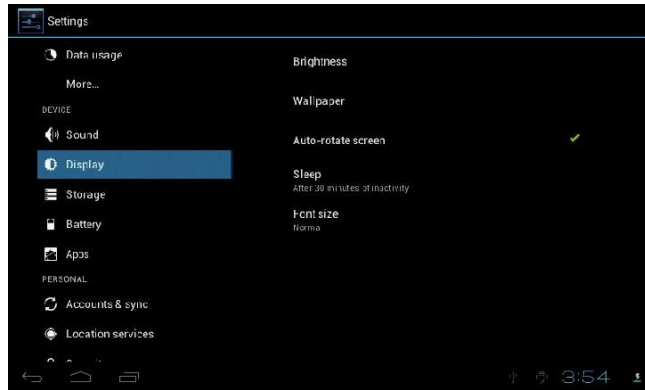 Settings
Data usage
More...
DEVICE
Sound
Display
Storage
Battery
Apps
PERSONAL
Accounts & sync
Location services
Brightness
Wallpaper
Auto-rotate screen
Sleep
After 30 minutes of inactivity
Font size
Normal
3:54